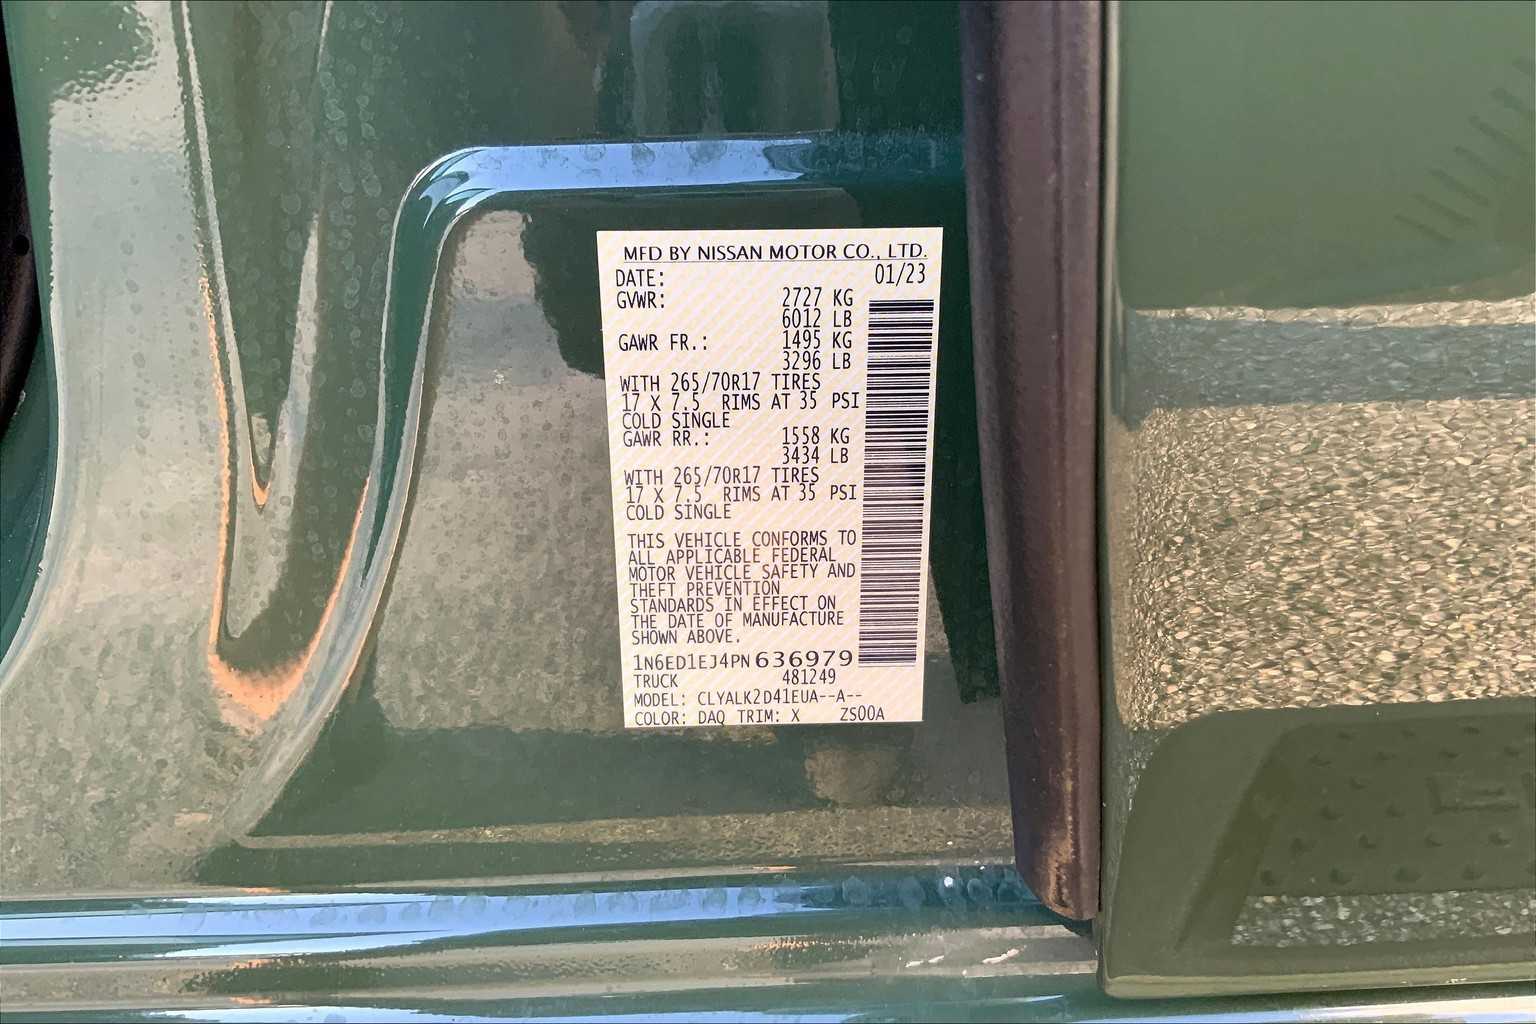 MFD BY NISSAN MOTOR CO., LTD.
DATE: 01/23
GVWR: 2727 KG
6012 LB
GAWR FR.: 1495 KG
3296 LB
WITH 265/70R17 TIRES
17 X 7.5 RIMS AT 35 PSI
COLD SINGLE
GAWR RR.: 1558 KG
3434 LB
WITH 265/70R17 TIRES
17 X 7.5 RIMS AT 35 PSI
COLD SINGLE
THIS VEHICLE CONFORMS TO
ALL APPLICABLE FEDERAL
MOTOR VEHICLE SAFETY AND
THEFT PREVENTION
STANDARDS IN EFFECT ON
THE DATE OF MANUFACTURE
SHOWN ABOVE.
1N6ED1EJ4PN636979
TRUCK 481249
MODEL: CLYALK2D41EUA--A--
COLOR: DAQ TRIM: X ZS00A